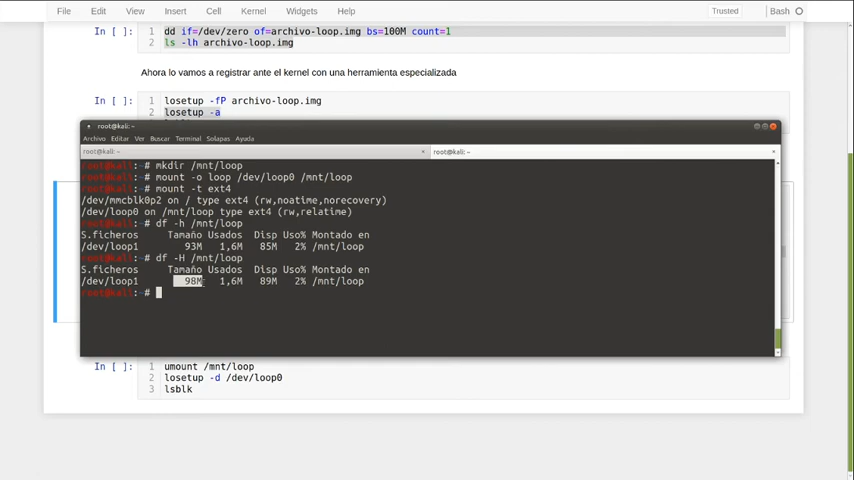 File Edit View Insert Cell Kernel Widgets Help Trusted Bash
In [ ]: 1 dd if=/dev/zero of=archivo-loop.img bs=100M count=1
2 ls -lh archivo-loop.img
Ahora lo vamos a registrar ante el kernel con una herramienta especializada
In [ ]: 1 losetup -fP archivo-loop.img
2 losetup -a
root@kali: ~
Archivo Editar Ver Buscar Terminal Solapas Ayuda
root@kali: ~ × root@kali: ~ ×
root@kali:~# mkdir /mnt/loop
root@kali:~# mount -o loop /dev/loop0 /mnt/loop
root@kali:~# mount -t ext4
/dev/mmcblk0p2 on / type ext4 (rw,noatime,norecovery)
/dev/loop0 on /mnt/loop type ext4 (rw,relatime)
root@kali:~# df -h /mnt/loop
S.ficheros Tamaño Usados Disp Uso% Montado en
/dev/loop1 93M 1,6M 85M 2% /mnt/loop
root@kali:~# df -H /mnt/loop
S.ficheros Tamaño Usados Disp Uso% Montado en
/dev/loop1 98M 1,6M 89M 2% /mnt/loop
root@kali:~#
In [ ]: 1 umount /mnt/loop
2 losetup -d /dev/loop0
3 lsblk